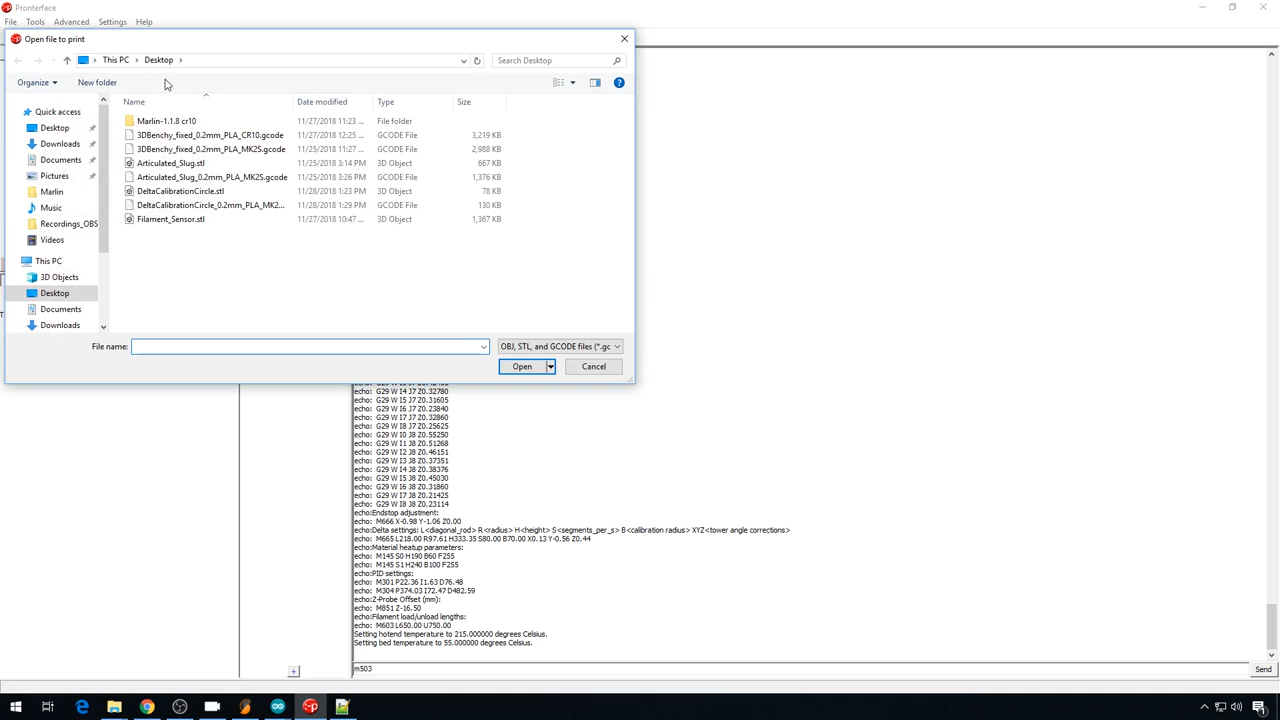 Pronterface
File Tools Advanced Settings Help
Open file to print
This PC Desktop
Search Desktop
Organize New folder
Name Date modified Type Size
Quick access
Desktop
Downloads
Documents
Pictures
Marlin
Music
Recordings_OBS
Videos
This PC
3D Objects
Desktop
Documents
Downloads
Marlin-1.1.8 cr10 11/27/2018 11:23 ... File folder
3DBenchy_fixed_0.2mm_PLA_CR10.gcode 11/27/2018 12:25 ... GCODE File 3,219 KB
3DBenchy_fixed_0.2mm_PLA_MK2S.gcode 11/25/2018 11:27 ... GCODE File 2,988 KB
Articulated_Slug.stl 11/25/2018 3:14 PM 3D Object 667 KB
Articulated_Slug_0.2mm_PLA_MK2S.gcode 11/25/2018 3:26 PM GCODE File 1,376 KB
DeltaCalibrationCircle.stl 11/28/2018 1:23 PM 3D Object 78 KB
DeltaCalibrationCircle_0.2mm_PLA_MK2... 11/28/2018 1:29 PM GCODE File 130 KB
Filament_Sensor.stl 11/27/2018 10:47 ... 3D Object 1,367 KB
File name:
OBJ, STL, and GCODE files (*.gc
Open Cancel
echo: G29 W I4 J7 Z0.32780
echo: G29 W I5 J7 Z0.31605
echo: G29 W I6 J7 Z0.23840
echo: G29 W I7 J7 Z0.32860
echo: G29 W I8 J7 Z0.25625
echo: G29 W I0 J8 Z0.55250
echo: G29 W I1 J8 Z0.51268
echo: G29 W I2 J8 Z0.46151
echo: G29 W I3 J8 Z0.37351
echo: G29 W I4 J8 Z0.38376
echo: G29 W I5 J8 Z0.45030
echo: G29 W I6 J8 Z0.31860
echo: G29 W I7 J8 Z0.21425
echo: G29 W I8 J8 Z0.23114
echo:Endstop adjustment:
echo: M666 X-0.98 Y-1.06 Z0.00
echo:Delta settings: L<diagonal_rod> R<radius> H<height> S<segments_per_s> B<calibration radius> XYZ<tower angle corrections>
echo: M665 L218.00 R97.61 H333.35 S80.00 B70.00 X0.13 Y-0.56 Z0.44
echo:Material heatup parameters:
echo: M145 S0 H190 B60 F255
echo: M145 S1 H240 B100 F255
echo:PID settings:
echo: M301 P22.36 I1.63 D76.48
echo: M304 P374.03 I72.47 D482.59
echo:Z-Probe Offset (mm):
echo: M851 Z-16.50
echo:Filament load/unload lengths:
echo: M603 L650.00 U750.00
Setting hotend temperature to 215.000000 degrees Celsius.
Setting bed temperature to 55.000000 degrees Celsius.
+
m503
Send